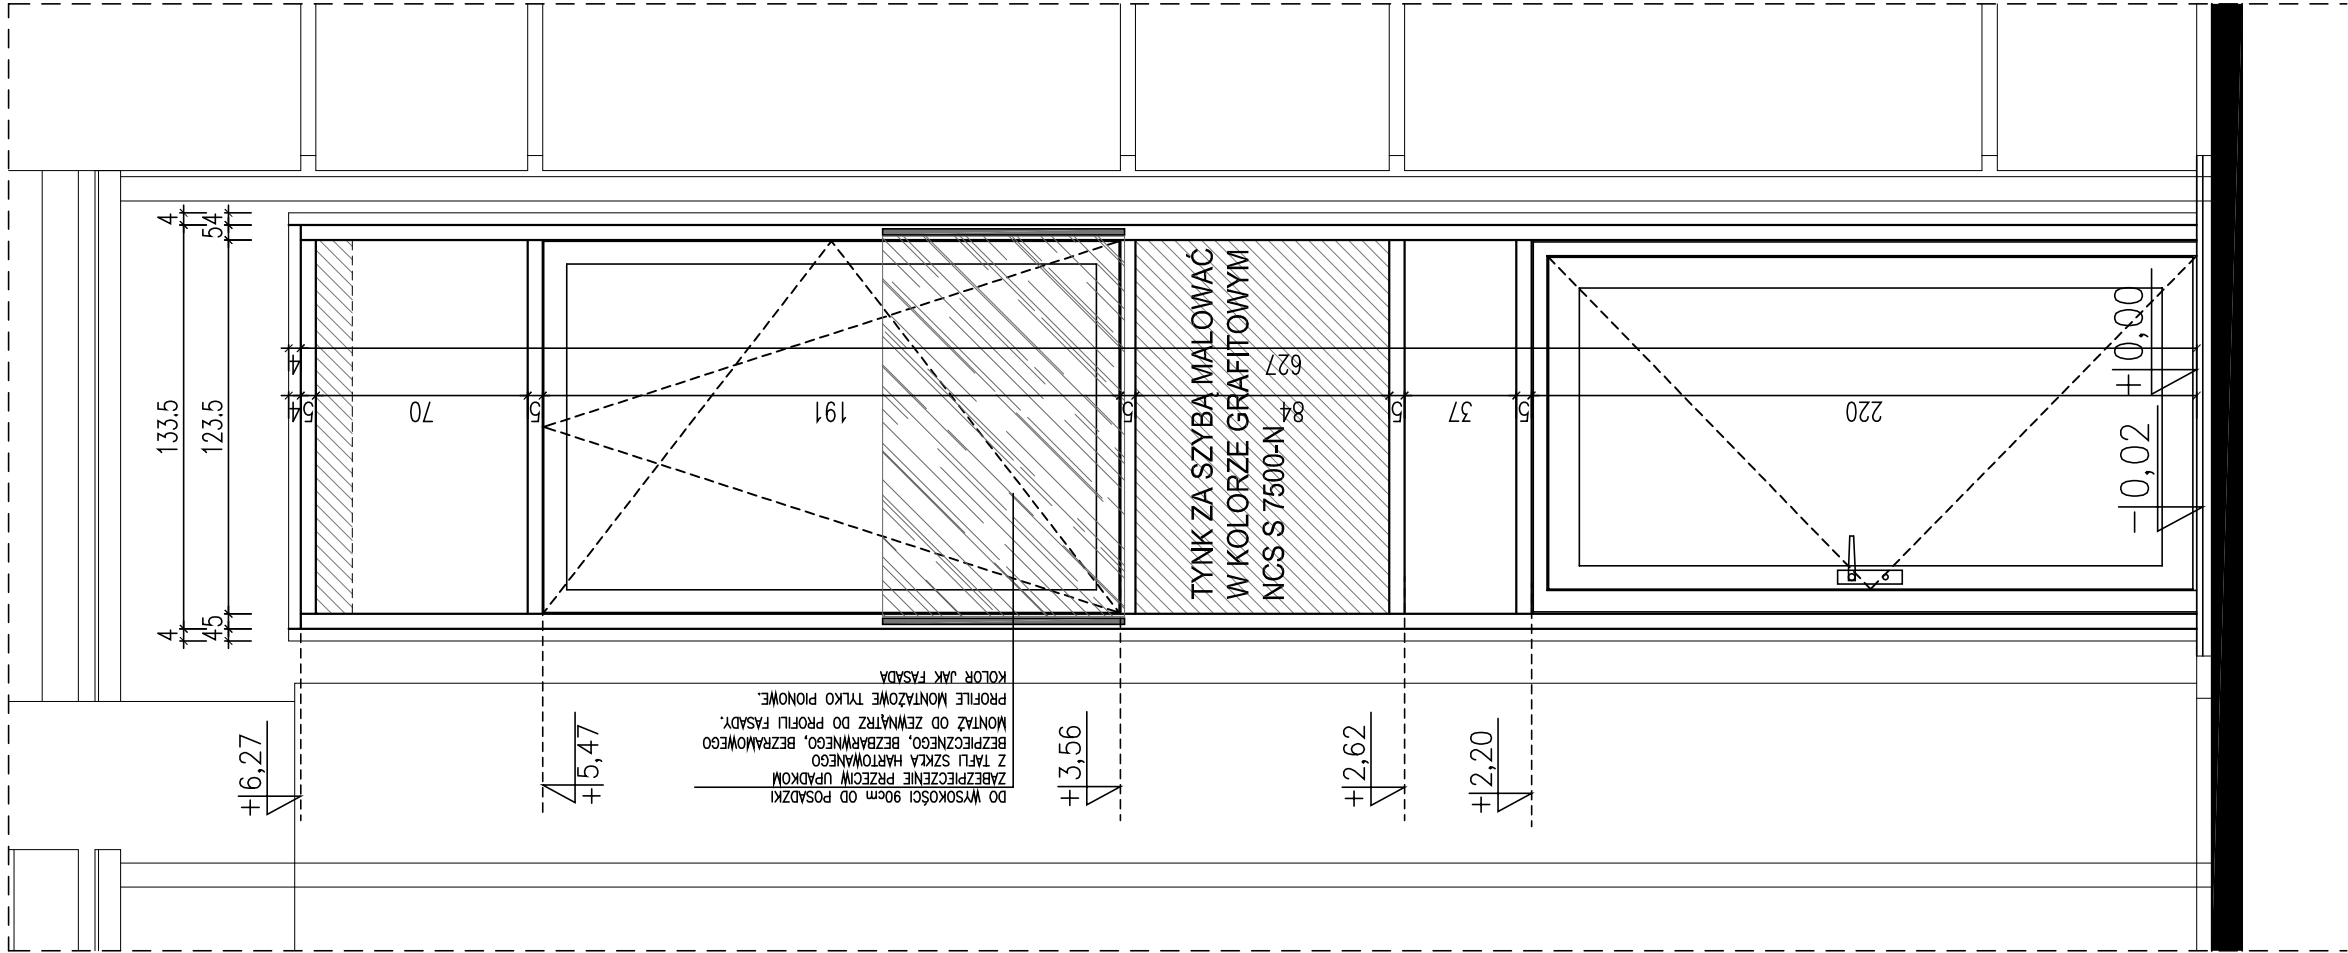 4
133.5
4
54
123.5
45
+6,27
+5,47
+3,56
+2,62
+2,20
+0,00
−0,02
4
627
4
5
70
5
191
5
84
5
37
5
220
TYNK ZA SZYBĄ MALOWAĆ
W KOLORZE GRAFITOWYM
NCS S 7500-N
DO WYSOKOŚCI 90cm OD POSADZKI
ZABEZPIECZENIE PRZECIW UPADKOM
Z TAFLI SZKŁA HARTOWANEGO
BEZPIECZNEGO, BEZBARWNEGO, BEZRAMOWEGO
MONTAŻ OD ZEWNĄTRZ DO PROFILI FASADY.
PROFILE MONTAŻOWE TYLKO PIONOWE.
KOLOR JAK FASADA